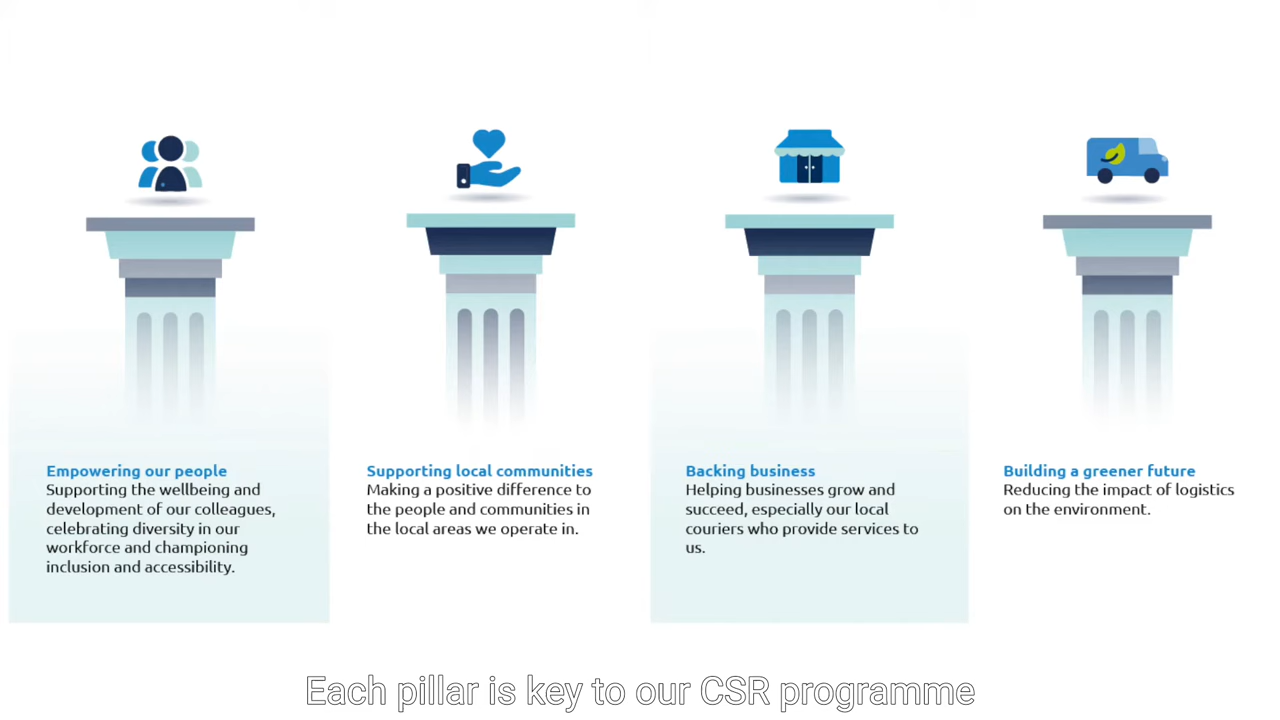 Empowering our people
Supporting the wellbeing and
development of our colleagues,
celebrating diversity in our
workforce and championing
inclusion and accessibility.
Supporting local communities
Making a positive difference to
the people and communities in
the local areas we operate in.
Backing business
Helping businesses grow and
succeed, especially our local
couriers who provide services to
us.
Building a greener future
Reducing the impact of logistics
on the environment.
Each pillar is key to our CSR programme